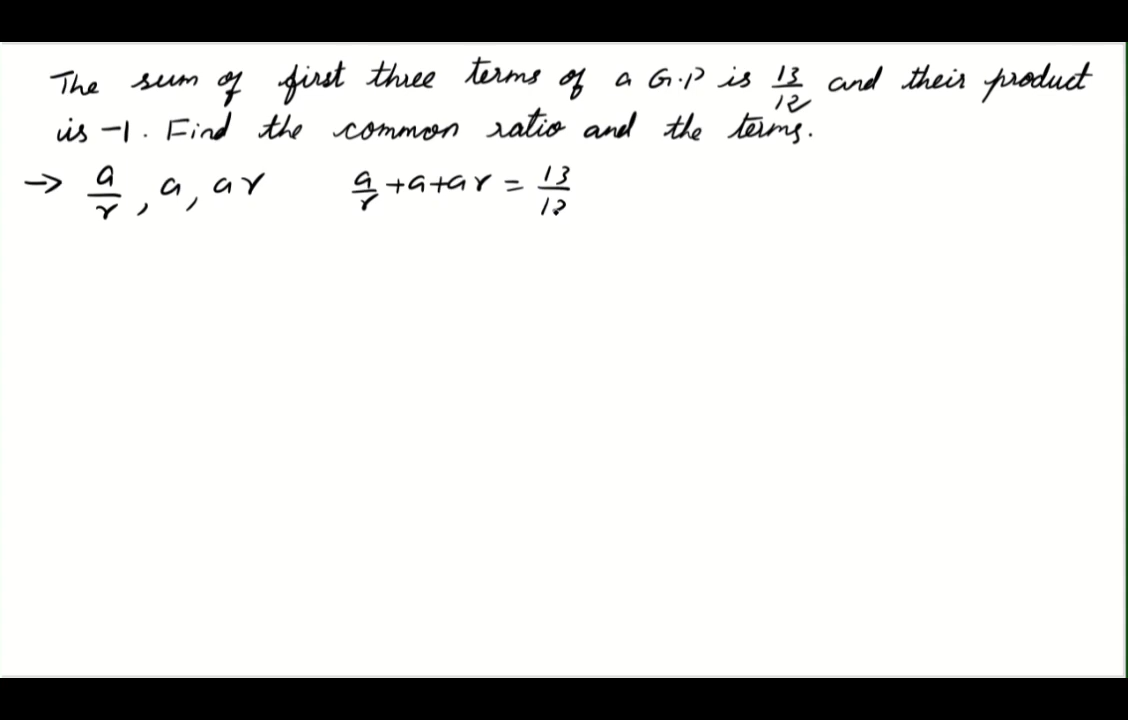 The sum of first three terms of a G.P is 13/12 and their product
is -1. Find the common ratio and the terms.
→ a/r, a, ar a/r + a + ar = 13/12